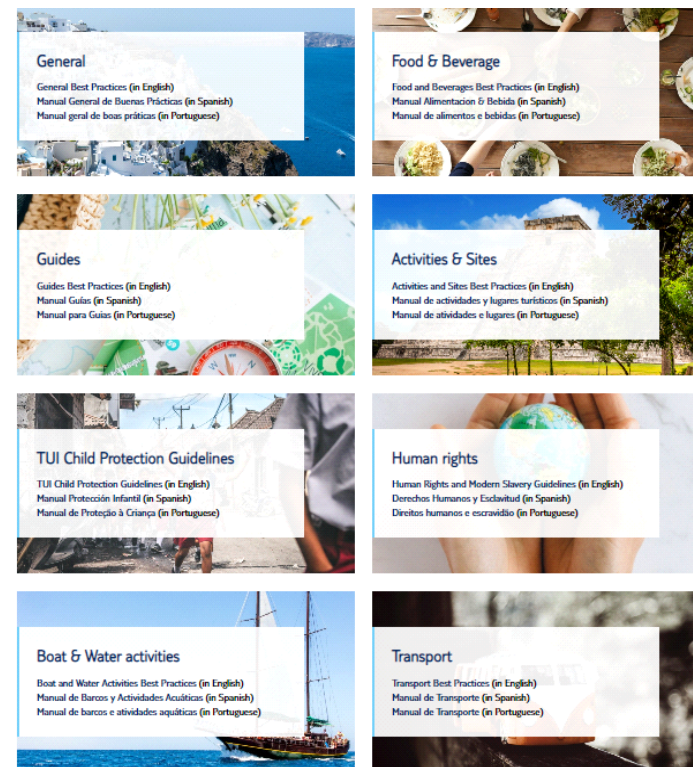 General
General Best Practices (in English)
Manual General de Buenas Prácticas (in Spanish)
Manual geral de boas práticas (in Portuguese)
Food & Beverage
Food and Beverages Best Practices (in English)
Manual Alimentacion & Bebida (in Spanish)
Manual de alimentos e bebidas (in Portuguese)
Guides
Guides Best Practices (in English)
Manual Guías (in Spanish)
Manual para Guias (in Portuguese)
Activities & Sites
Activities and Sites Best Practices (in English)
Manual de actividades y lugares turísticos (in Spanish)
Manual de atividades e lugares (in Portuguese)
TUI Child Protection Guidelines
TUI Child Protection Guidelines (in English)
Manual Protección Infantil (in Spanish)
Manual de Proteção à Criança (in Portuguese)
Human rights
Human Rights and Modern Slavery Guidelines (in English)
Derechos Humanos y Esclavitud (in Spanish)
Direitos humanos e escravidão (in Portuguese)
Boat & Water activities
Boat and Water Activities Best Practices (in English)
Manual de Barcos y Actividades Acuáticas (in Spanish)
Manual de barcos e atividades aquáticas (in Portuguese)
Transport
Transport Best Practices (in English)
Manual de Transporte (in Spanish)
Manual de Transporte (in Portuguese)